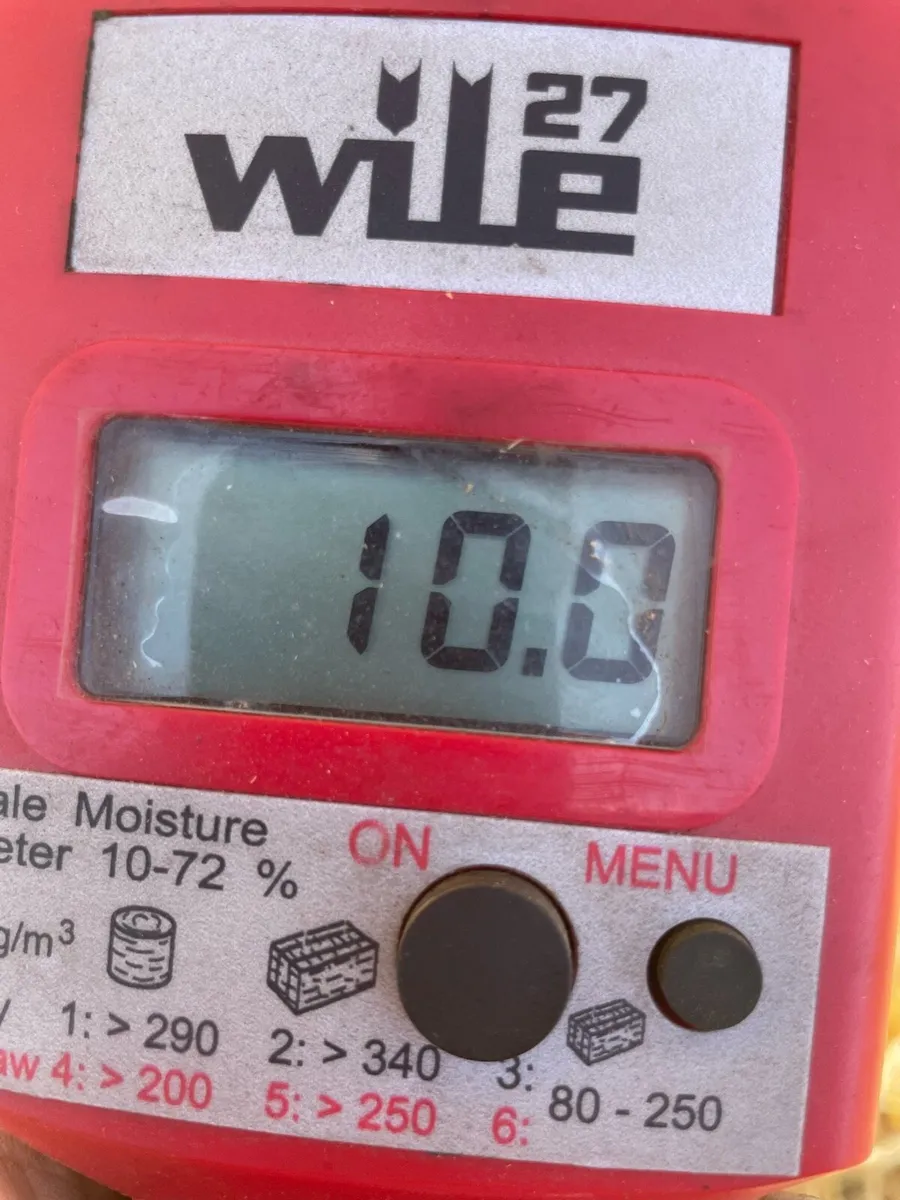 wile 27
10.0
ale Moisture
eter 10-72 %
ON
MENU
g/m³
1: > 290
2: > 340
3:
80 - 250
aw 4: > 200
5: > 250
6: